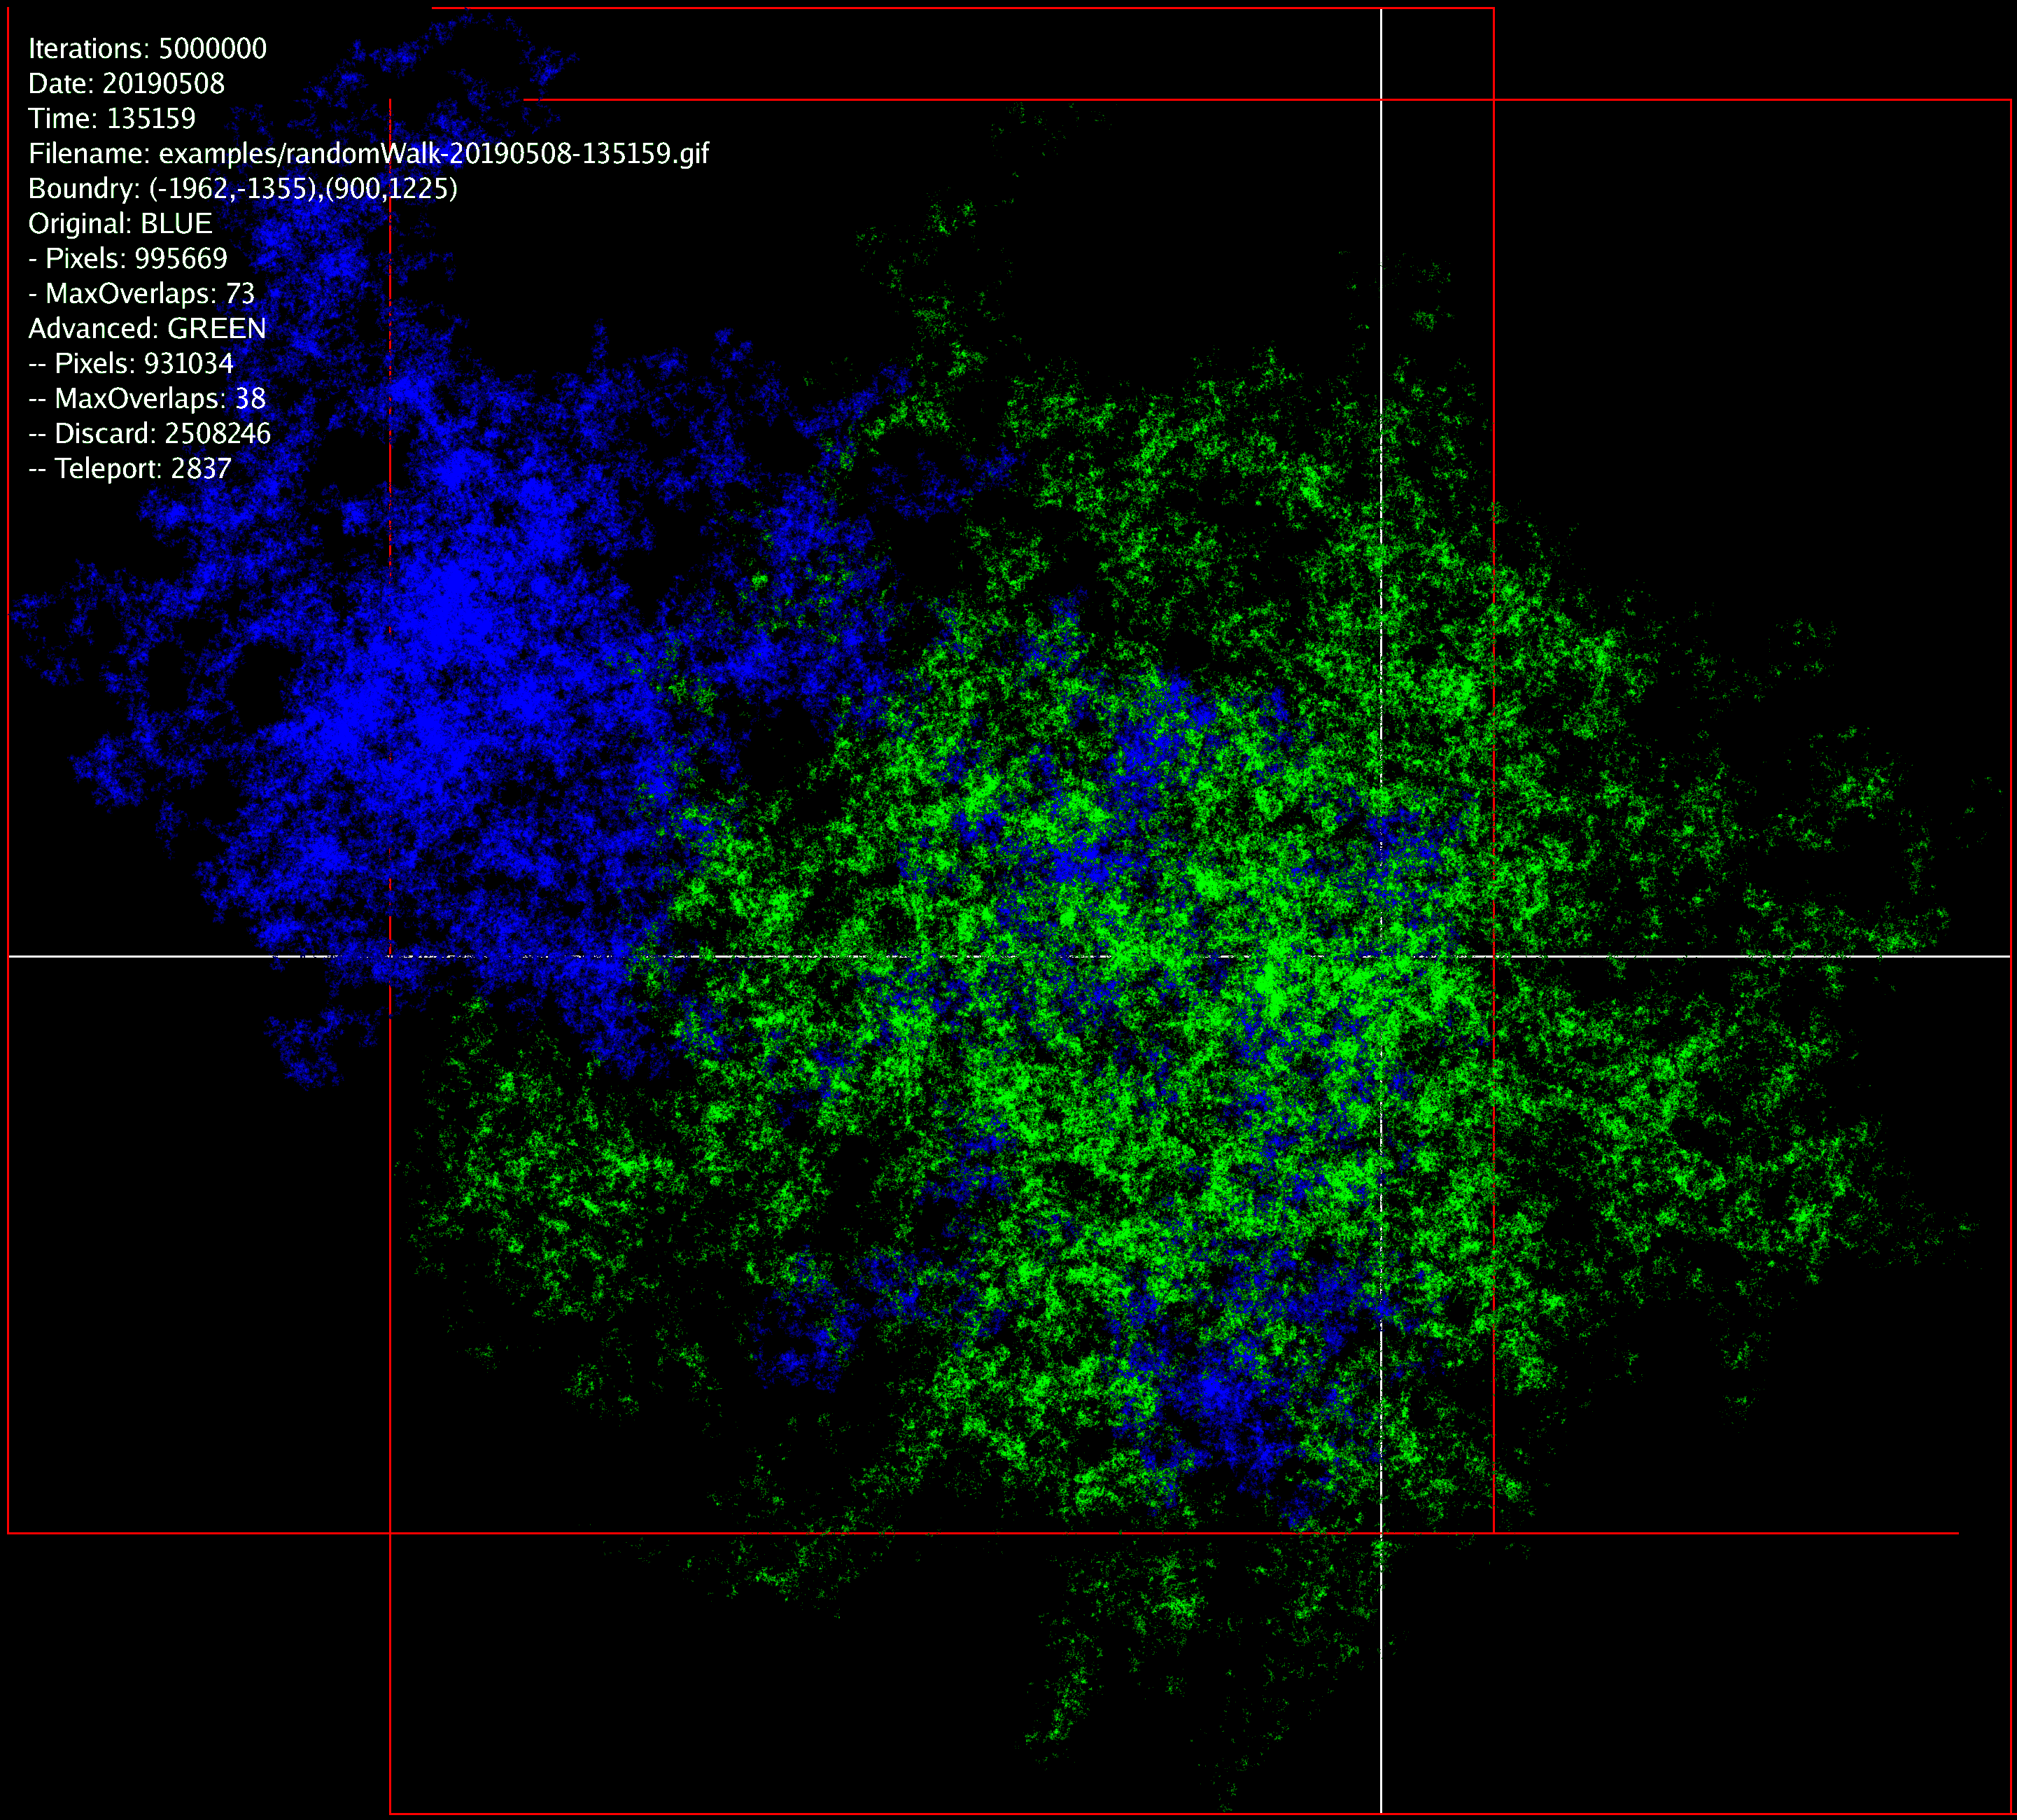 Iterations: 5000000
Date: 20190508
Time: 135159
Filename: examples/randomWalk-20190508-135159.gif
Boundry: (-1962,-1355),(900,1225)
Original: BLUE
- Pixels: 995669
- MaxOverlaps: 73
Advanced: GREEN
-- Pixels: 931034
-- MaxOverlaps: 38
-- Discard: 2508246
-- Teleport: 2837